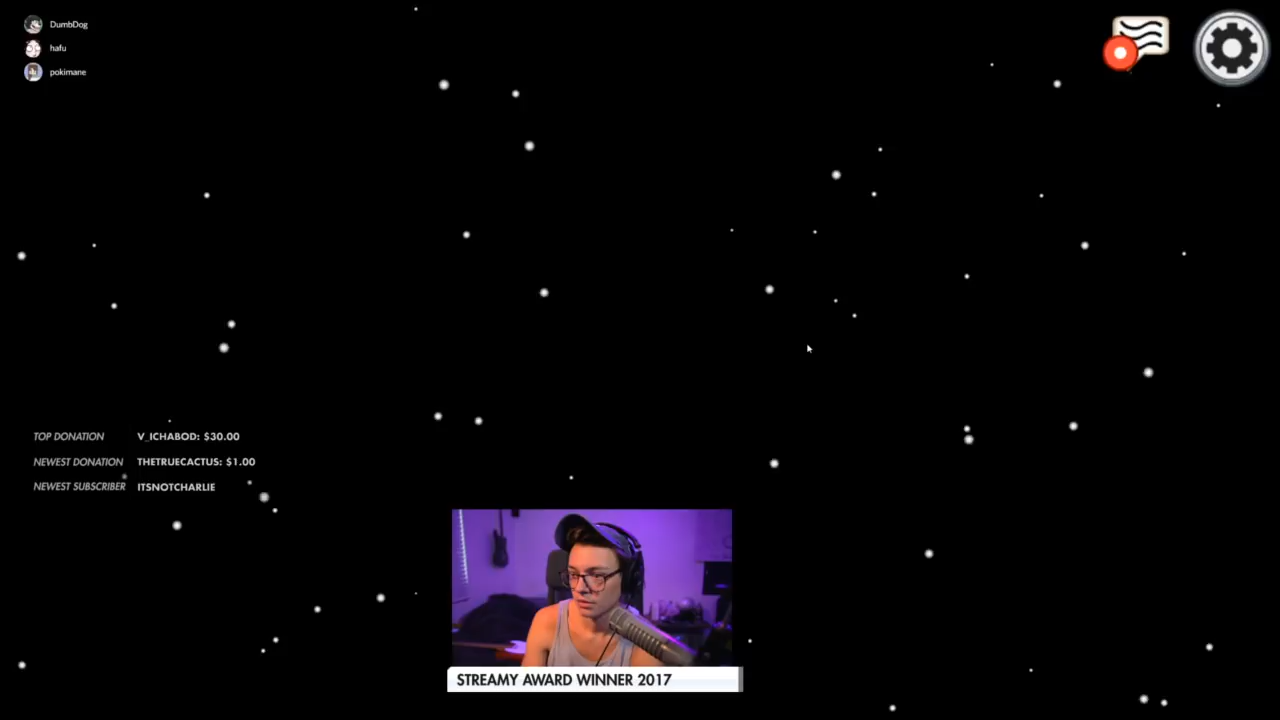 DumbDog
hafu
pokimane
TOP DONATION V_ICHABOD: $30.00
NEWEST DONATION THETRUECACTUS: $1.00
NEWEST SUBSCRIBER ITSNOTCHARLIE
STREAMY AWARD WINNER 2017